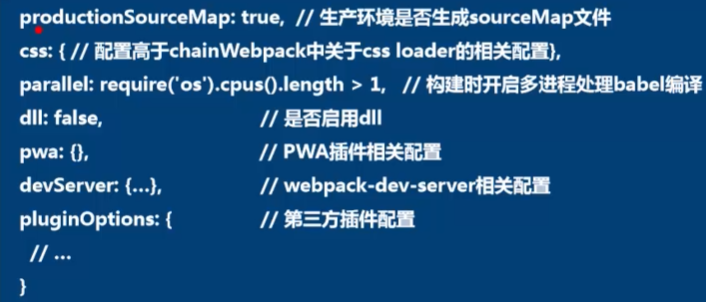 productionSourceMap: true, // 生产环境是否生成sourceMap文件
css: { // 配置高于chainWebpack中关于css loader的相关配置},
parallel: require('os').cpus().length > 1, // 构建时开启多进程处理babel编译
dll: false, // 是否启用dll
pwa: {}, // PWA插件相关配置
devServer: {...}, // webpack-dev-server相关配置
pluginOptions: { // 第三方插件配置
// ...
}